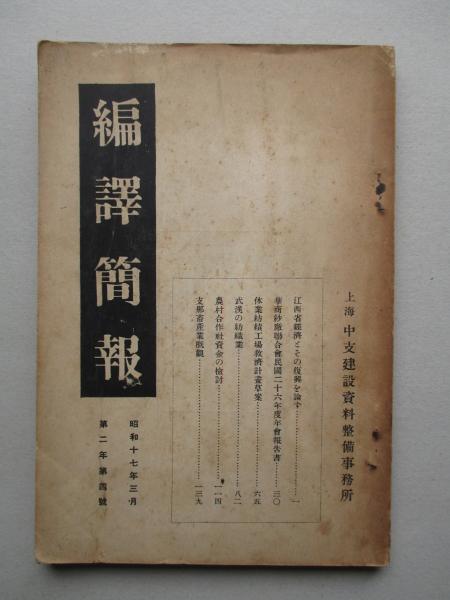 上海 中支建設資料整備事務所
江西省經濟とその復興を論ず…………一
華商紗廠聯合會民國二十六年度年會報告書……三〇
休業紡績工場救濟計畫草案…………六五
武漢の紡織業…………八二
農村合作社資金の檢討…………一一四
支那畜産業概觀…………一三九
編譯簡報
昭和十七年三月
第二年第四號